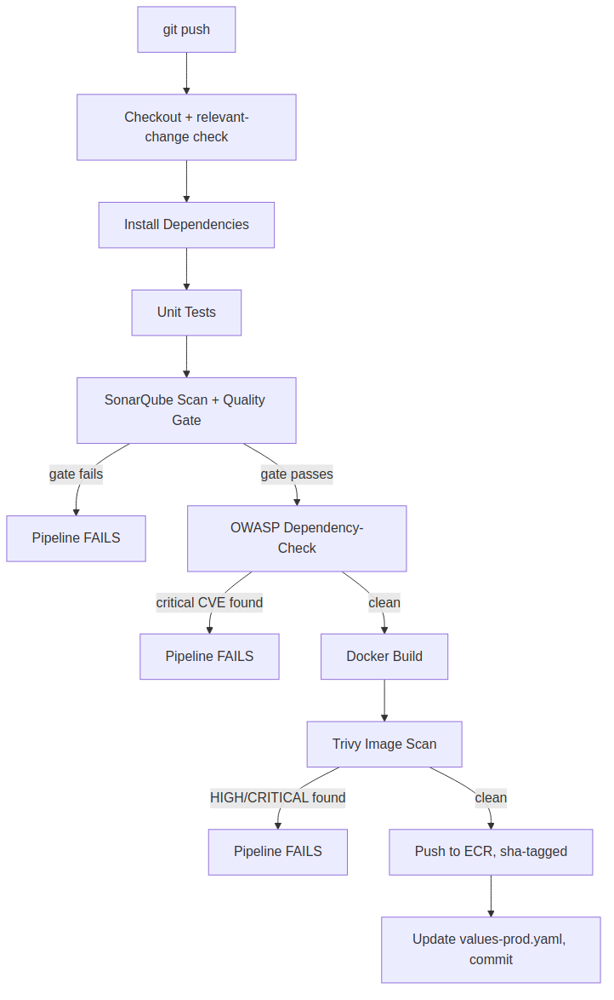 git push
Checkout + relevant-
change check
Install Dependencies
Unit Tests
SonarQube Scan + Quality
Gate
gate fails
gate passes
Pipeline FAILS
OWASP Dependency-
Check
critical CVE found
clean
Pipeline FAILS
Docker Build
Trivy Image Scan
HIGH/CRITICAL found
clean
Pipeline FAILS
Push to ECR, sha-tagged
Update values-prod.yaml,
commit